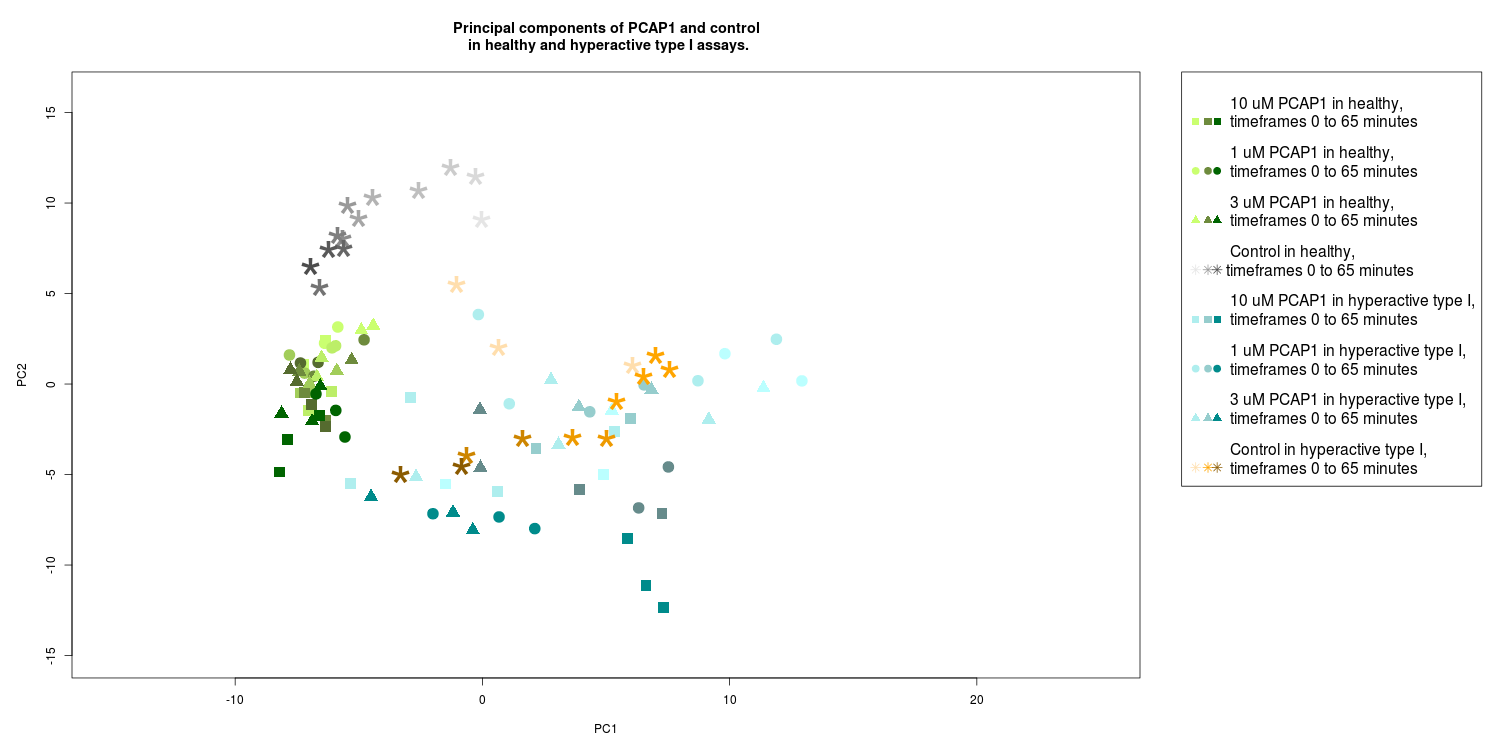 Principal components of PCAP1 and control
in healthy and hyperactive type I assays.
15
10
5
0
-5
-10
-15
PC2
-10
0
10
20
PC1
10 uM PCAP1 in healthy,
timeframes 0 to 65 minutes
1 uM PCAP1 in healthy,
timeframes 0 to 65 minutes
3 uM PCAP1 in healthy,
timeframes 0 to 65 minutes
Control in healthy,
timeframes 0 to 65 minutes
10 uM PCAP1 in hyperactive type I,
timeframes 0 to 65 minutes
1 uM PCAP1 in hyperactive type I,
timeframes 0 to 65 minutes
3 uM PCAP1 in hyperactive type I,
timeframes 0 to 65 minutes
Control in hyperactive type I,
timeframes 0 to 65 minutes